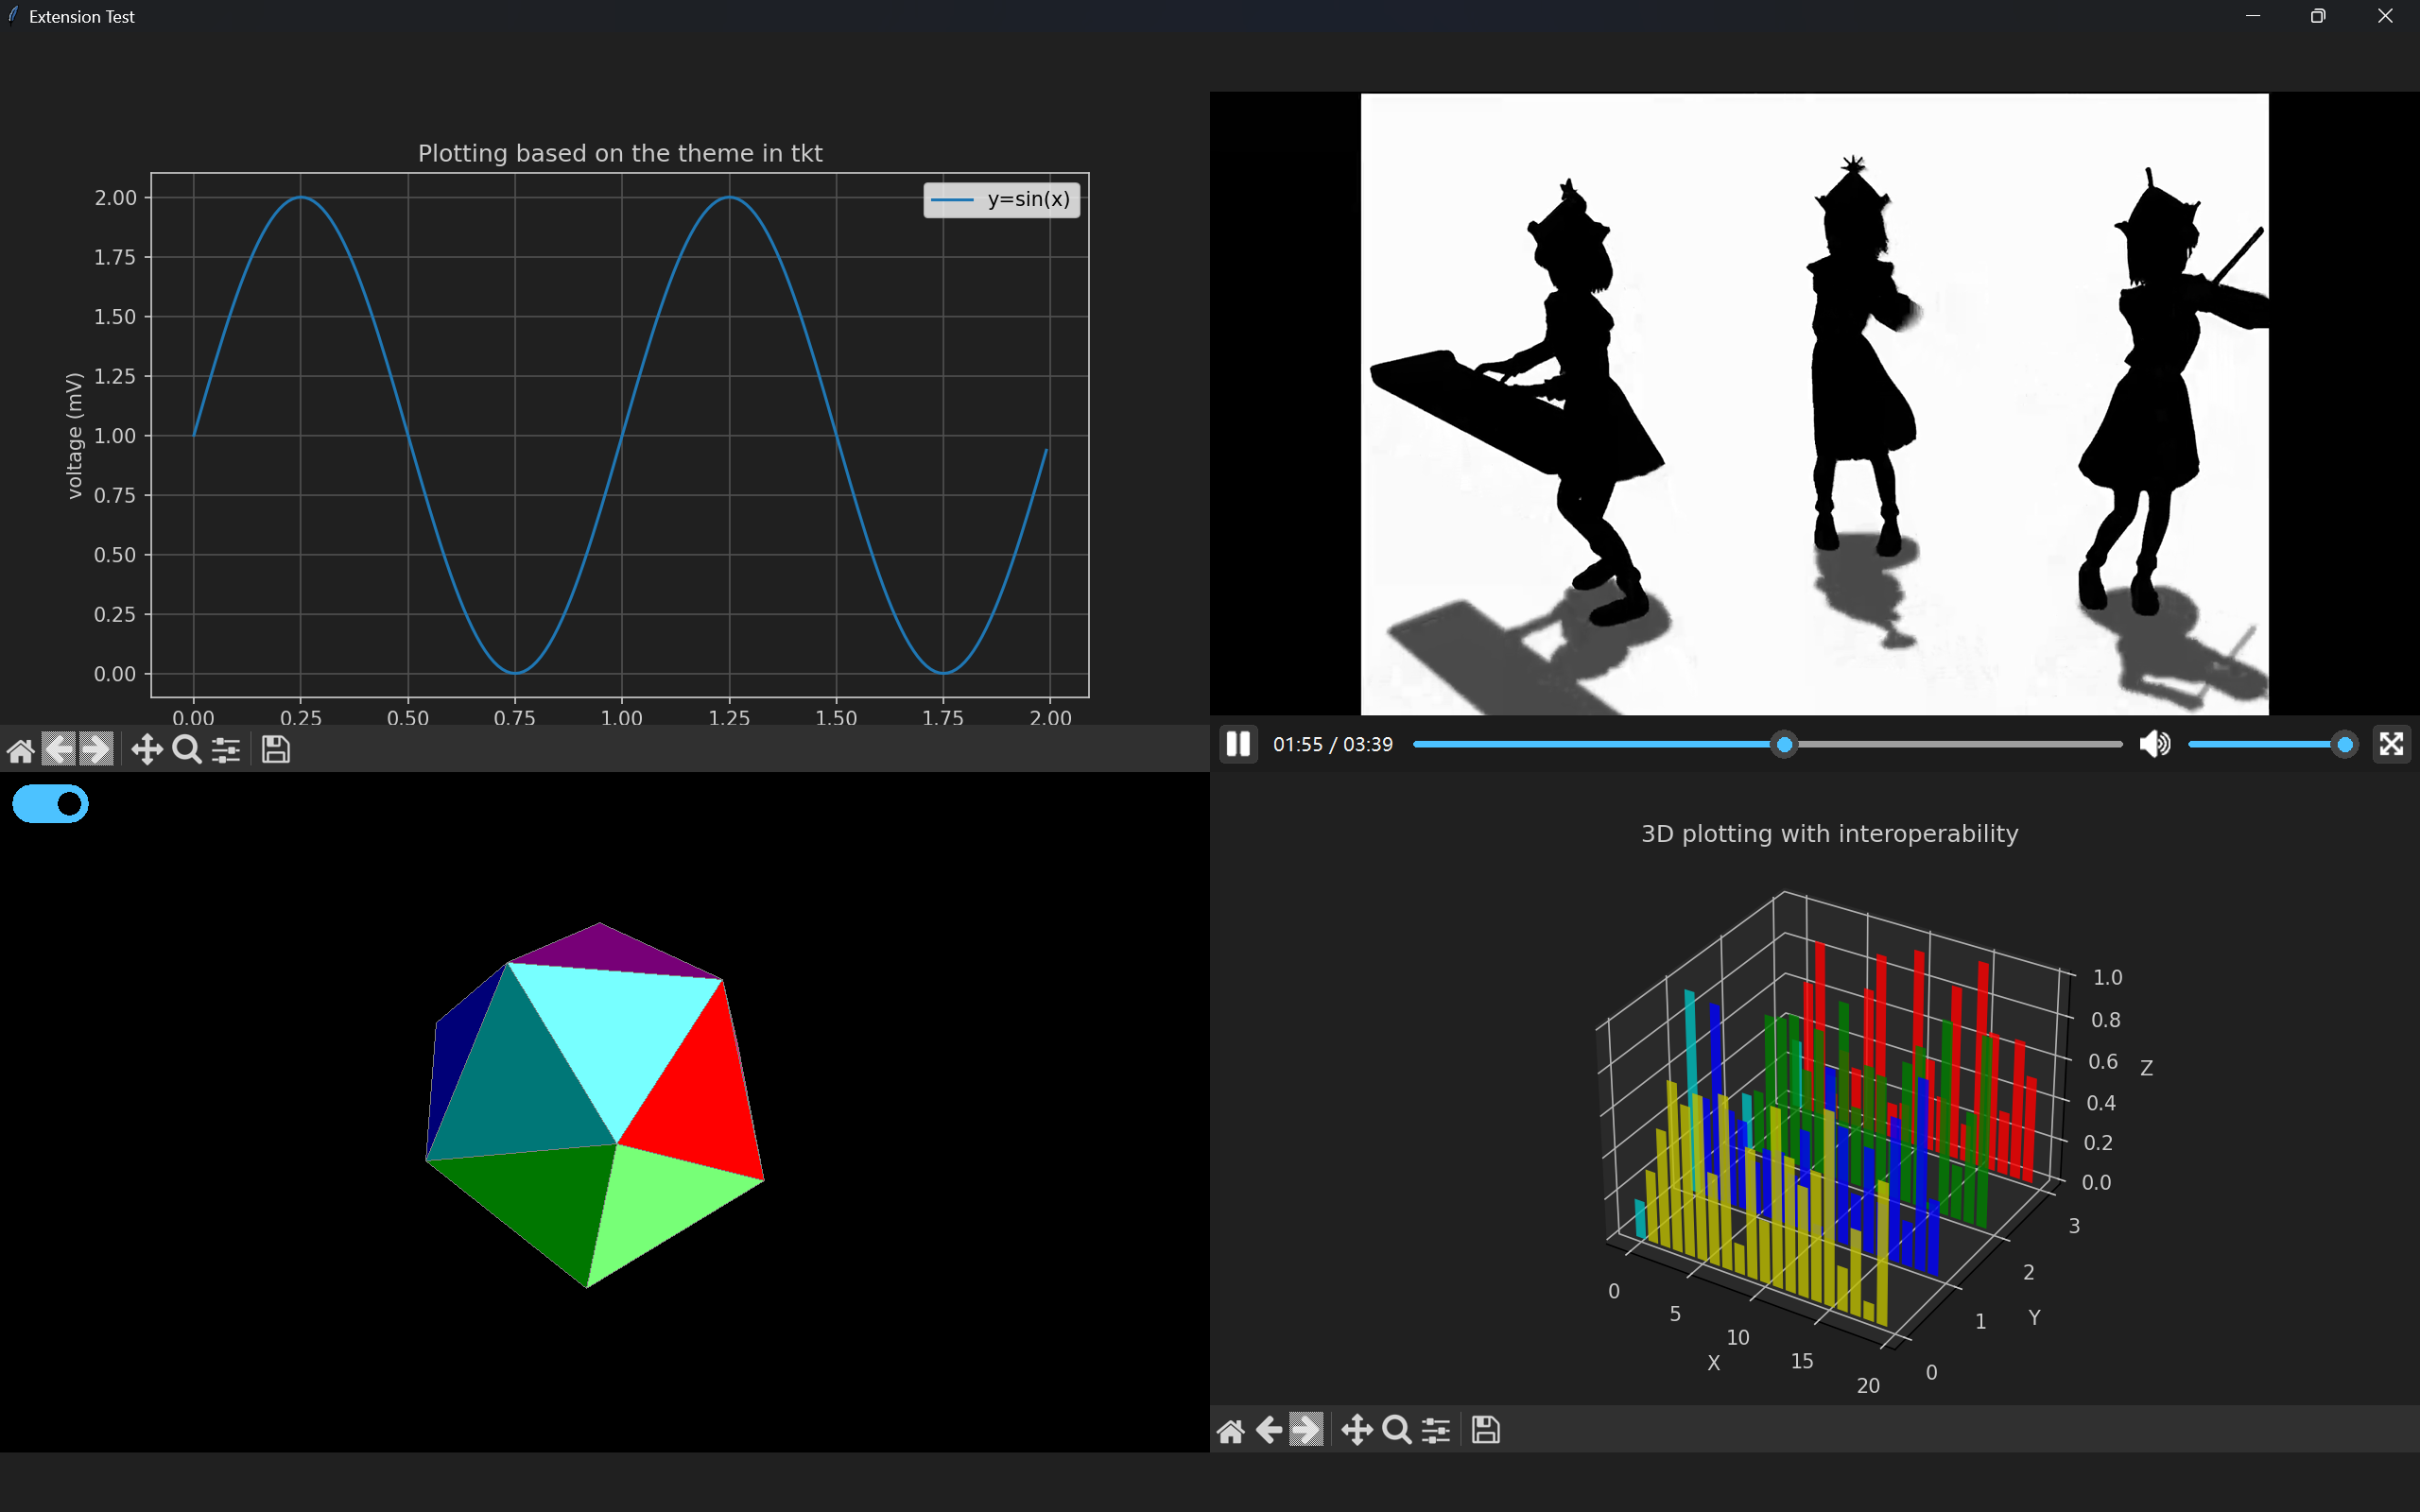 Extension Test
Plotting based on the theme in tkt
y=sin(x)
voltage (mV)
2.00
1.75
1.50
1.25
1.00
0.75
0.50
0.25
0.00
0.00 0.25 0.50 0.75 1.00 1.25 1.50 1.75 2.00
01:55 / 03:39
3D plotting with interoperability
1.0
0.8
0.6
0.4
0.2
0.0
Z
0 5 10 15 20
X
0 1 2 3
Y